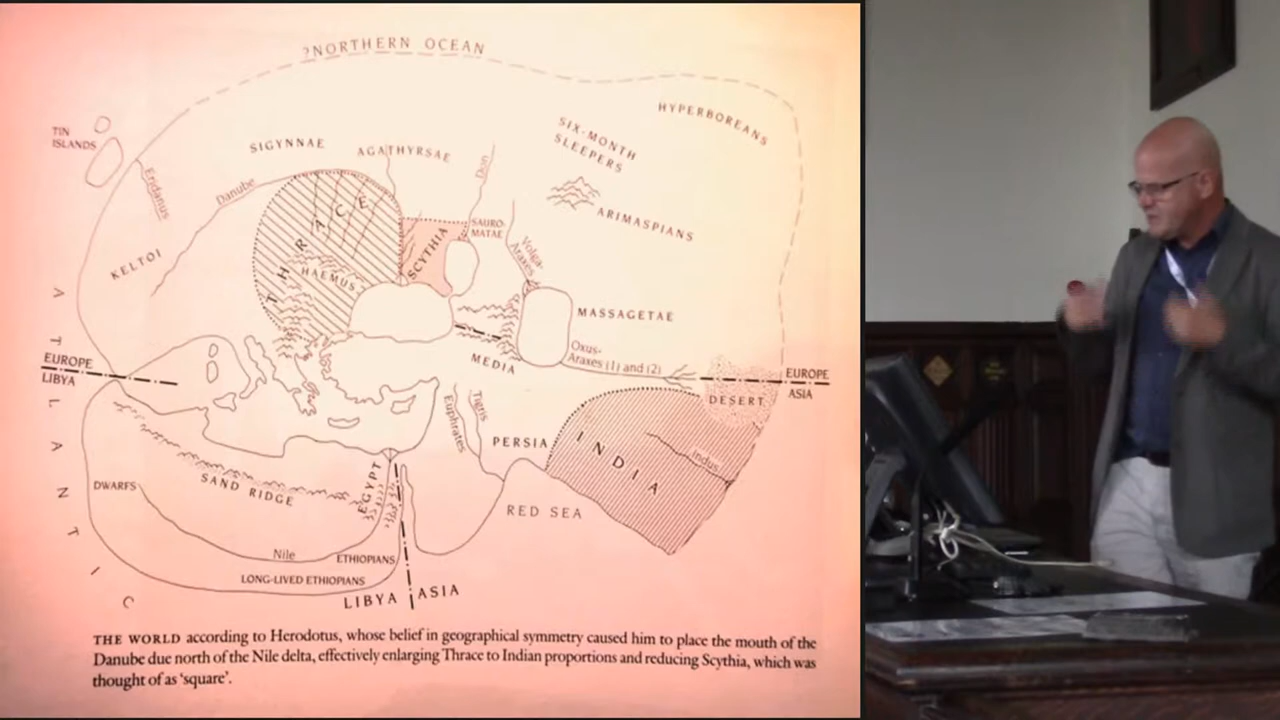 ?NORTHERN OCEAN
HYPERBOREANS
TIN
ISLANDS
SIX-MONTH
SLEEPERS
SIGYNNAE
AGATHYRSAE
Don
Eridanus
Danube
THRACE
ARIMASPIANS
SAURO-
MATAE
SCYTHIA
Volga-
Araxes
KELTOI
HAEMUS
MASSAGETAE
ATLANTIC
EUROPE
LIBYA
MEDIA
Oxus-
Araxes (1) and (2)
EUROPE
ASIA
DESERT
Tigris
Euphrates
PERSIA
INDIA
Indus
SAND RIDGE
EGYPT
DWARFS
RED SEA
Nile
ETHIOPIANS
LONG-LIVED ETHIOPIANS
LIBYA
ASIA
THE WORLD according to Herodotus, whose belief in geographical symmetry caused him to place the mouth of the
Danube due north of the Nile delta, effectively enlarging Thrace to Indian proportions and reducing Scythia, which was
thought of as 'square'.